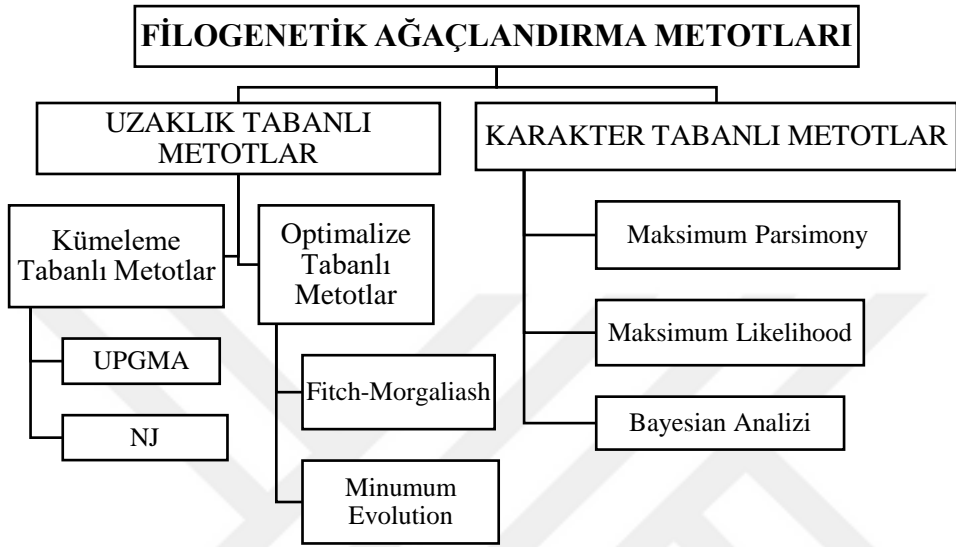 FİLOGENETİK AĞAÇLANDIRMA METOTLARI
UZAKLIK TABANLI
METOTLAR
KARAKTER TABANLI METOTLAR
Kümeleme
Tabanlı Metotlar
Optimalize
Tabanlı
Metotlar
UPGMA
NJ
Fitch-Morgaliash
Minumum
Evolution
Maksimum Parsimony
Maksimum Likelihood
Bayesian Analizi